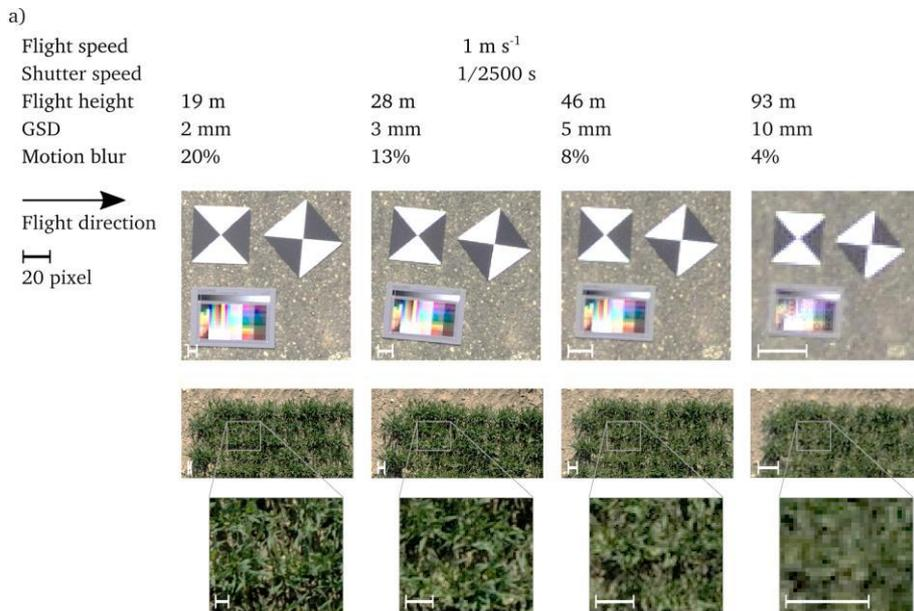 a)
Flight speed 1 m s⁻¹
Shutter speed 1/2500 s
Flight height 19 m 28 m 46 m 93 m
GSD 2 mm 3 mm 5 mm 10 mm
Motion blur 20% 13% 8% 4%
Flight direction
20 pixel